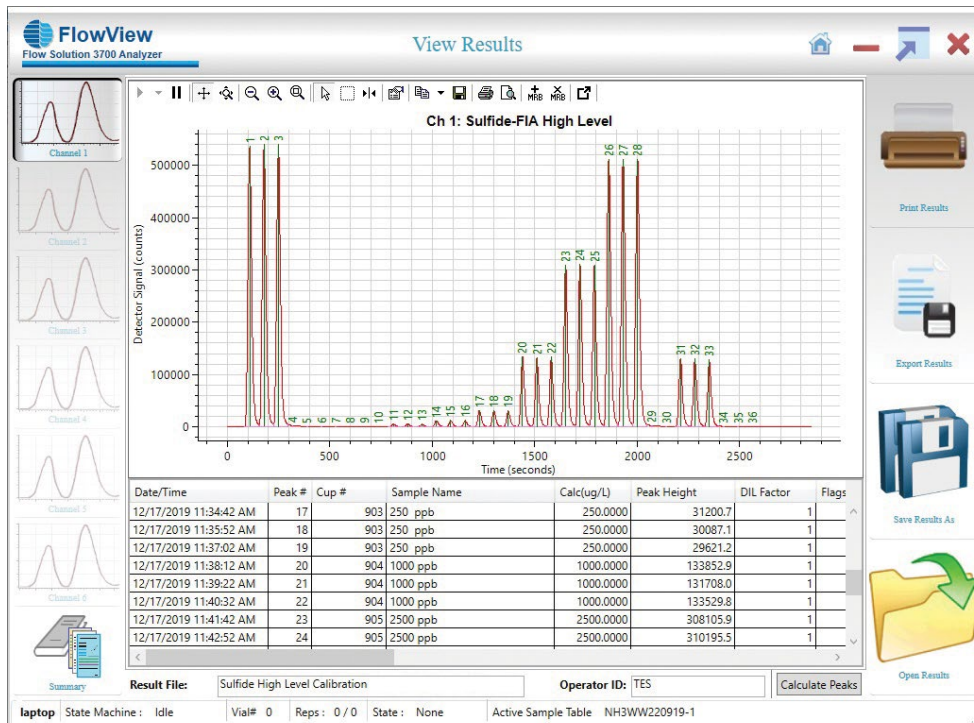 FlowView
Flow Solution 3700 Analyzer
View Results
Channel 1
Channel 2
Channel 3
Channel 4
Channel 5
Channel 6
Summary
MRB MRB
Ch 1: Sulfide-FIA High Level
Detector Signal (counts)
500000
400000
300000
200000
100000
0
1 2 3 4 5 6 7 8 9 10 11 12 13 14 15 16 17 18 19 20 21 22 23 24 25 26 27 28 29 30 31 32 33 34 35 36
0 500 1000 1500 2000 2500
Time (seconds)
Date/Time Peak # Cup # Sample Name Calc(ug/L) Peak Height DIL Factor Flags
12/17/2019 11:34:42 AM 17 903 250 ppb 250.0000 31200.7 1
12/17/2019 11:35:52 AM 18 903 250 ppb 250.0000 30087.1 1
12/17/2019 11:37:02 AM 19 903 250 ppb 250.0000 29621.2 1
12/17/2019 11:38:12 AM 20 904 1000 ppb 1000.0000 133852.9 1
12/17/2019 11:39:22 AM 21 904 1000 ppb 1000.0000 131708.0 1
12/17/2019 11:40:32 AM 22 904 1000 ppb 1000.0000 133529.8 1
12/17/2019 11:41:42 AM 23 905 2500 ppb 2500.0000 308105.9 1
12/17/2019 11:42:52 AM 24 905 2500 ppb 2500.0000 310195.5 1
Result File: Sulfide High Level Calibration Operator ID: TES Calculate Peaks
Print Results
Export Results
Save Results As
Open Results
laptop State Machine : Idle Vial# 0 Reps : 0 / 0 State : None Active Sample Table NH3WW220919-1